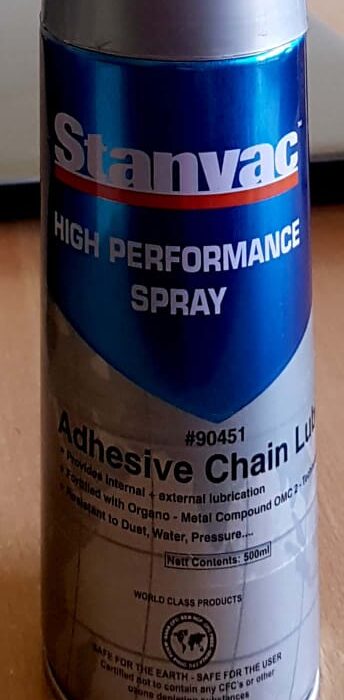 Stanvac™
HIGH PERFORMANCE
SPRAY
#90451
Adhesive Chain Lub
• Provides internal + external lubrication
• Fortified with Organo - Metal Compound OMC 2 -
• Resistant to Dust, Water, Pressure....
Nett Contents: 500ml
WORLD CLASS PRODUCTS
SAFE FOR THE EARTH - SAFE FOR THE USER
Certified not to contain any CFC's or other
ozone depleting substances